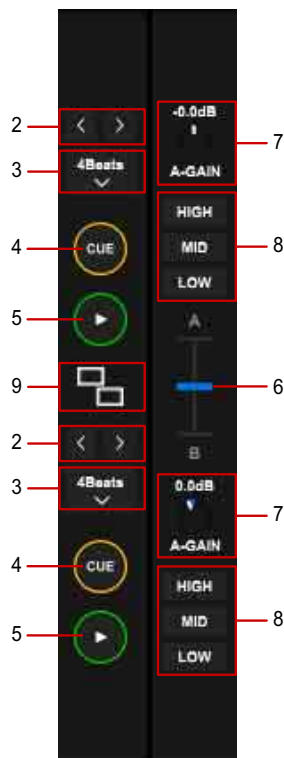 2
< >
3
4Beats
4
CUE
5
9
2
< >
3
4Beats
4
CUE
5
-0.0dB
A-GAIN
7
HIGH
MID
LOW
8
A
6
B
0.0dB
A-GAIN
7
HIGH
MID
LOW
8